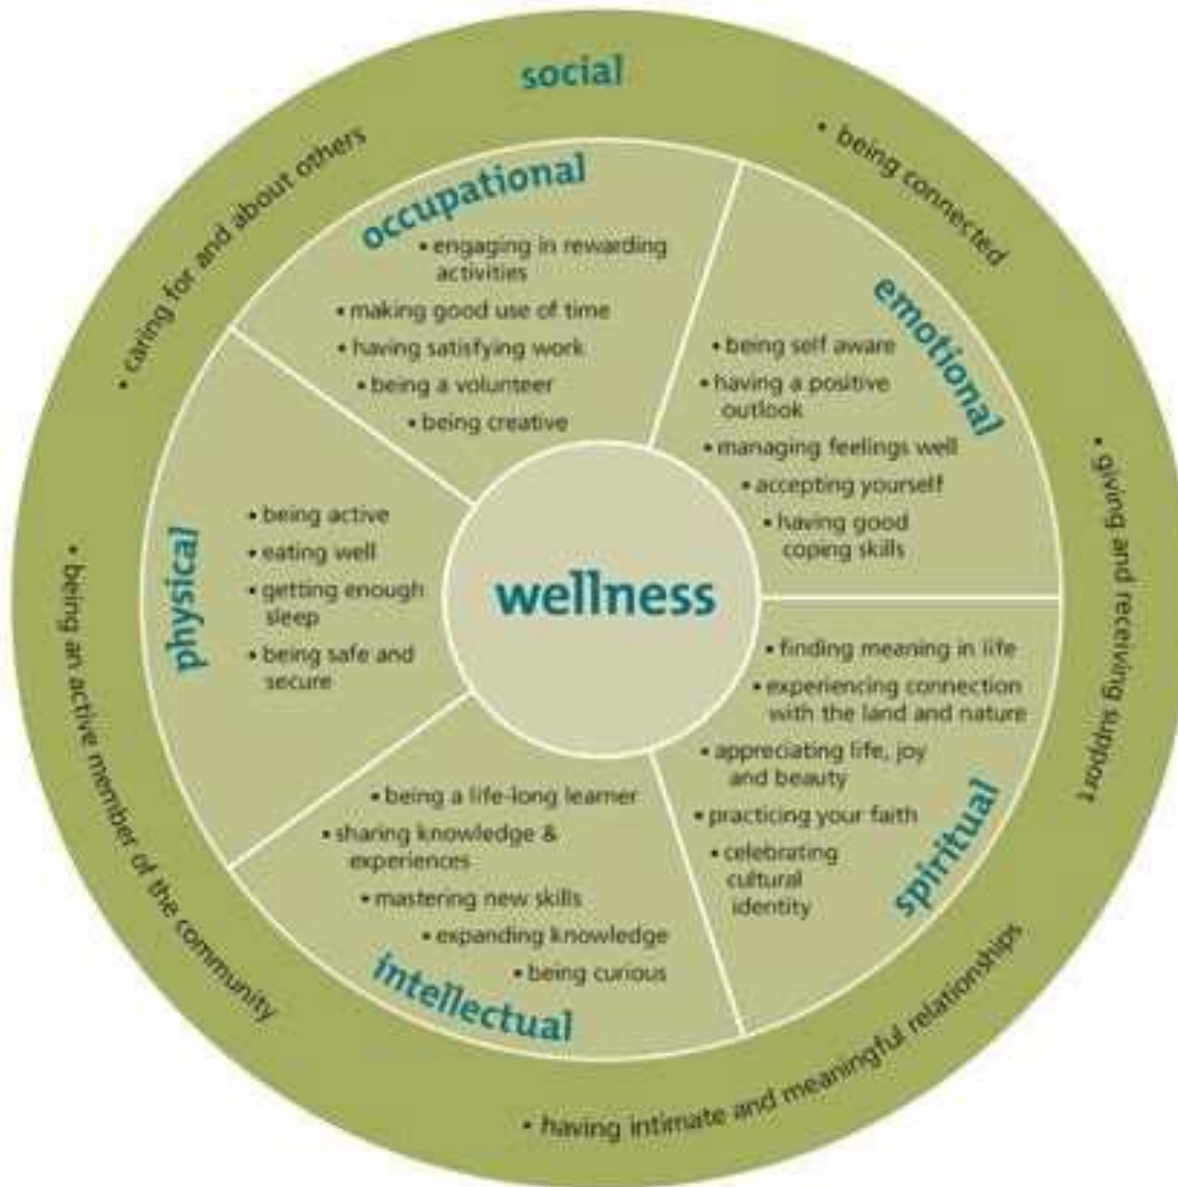 social
• being connected
• giving and receiving support
• having intimate and meaningful relationships
• being an active member of the community
• caring for and about others
occupational
• engaging in rewarding
activities
• making good use of time
• having satisfying work
• being a volunteer
• being creative
emotional
• being self aware
• having a positive
outlook
• managing feelings well
• accepting yourself
• having good
coping skills
spiritual
• finding meaning in life
• experiencing connection
with the land and nature
• appreciating life, joy
and beauty
• practicing your faith
• celebrating
cultural
identity
intellectual
• being a life-long learner
• sharing knowledge &
experiences
• mastering new skills
• expanding knowledge
• being curious
physical
• being active
• eating well
• getting enough
sleep
• being safe and
secure
wellness